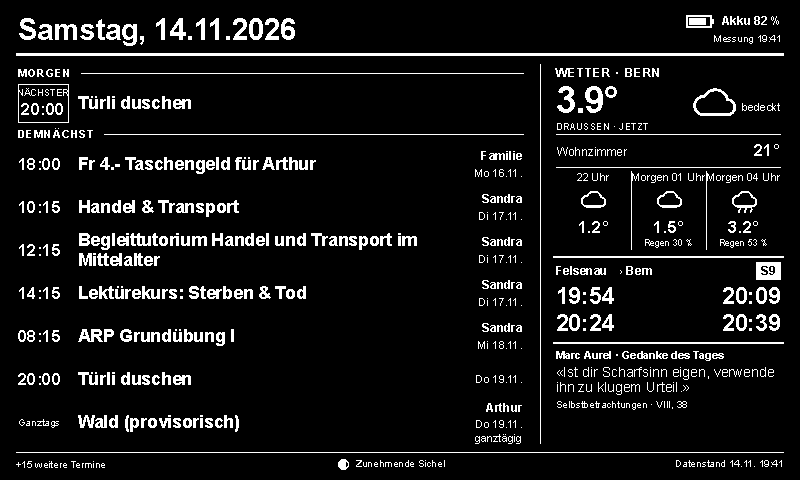 Samstag, 14.11.2026
Akku 82 %
Messung 19:41
MORGEN
NÄCHSTER
20:00 Türli duschen
DEMNÄCHST
18:00 Fr 4.- Taschengeld für Arthur Familie
Mo 16.11.
10:15 Handel & Transport Sandra
Di 17.11.
12:15 Begleittutorium Handel und Transport im Mittelalter Sandra
Di 17.11.
14:15 Lektürekurs: Sterben & Tod Sandra
Di 17.11.
08:15 ARP Grundübung I Sandra
Mi 18.11.
20:00 Türli duschen Do 19.11.
Ganztags Wald (provisorisch) Arthur
Do 19.11.
ganztägig
WETTER · BERN
3.9° bedeckt
DRAUSSEN · JETZT
Wohnzimmer 21°
22 Uhr Morgen 01 Uhr Morgen 04 Uhr
1.2° 1.5° 3.2°
Regen 30 % Regen 53 %
Felsenau › Bern S9
19:54 20:09
20:24 20:39
Marc Aurel · Gedanke des Tages
«Ist dir Scharfsinn eigen, verwende
ihn zu klugem Urteil.»
Selbstbetrachtungen · VIII, 38
+15 weitere Termine Zunehmende Sichel Datenstand 14.11. 19:41